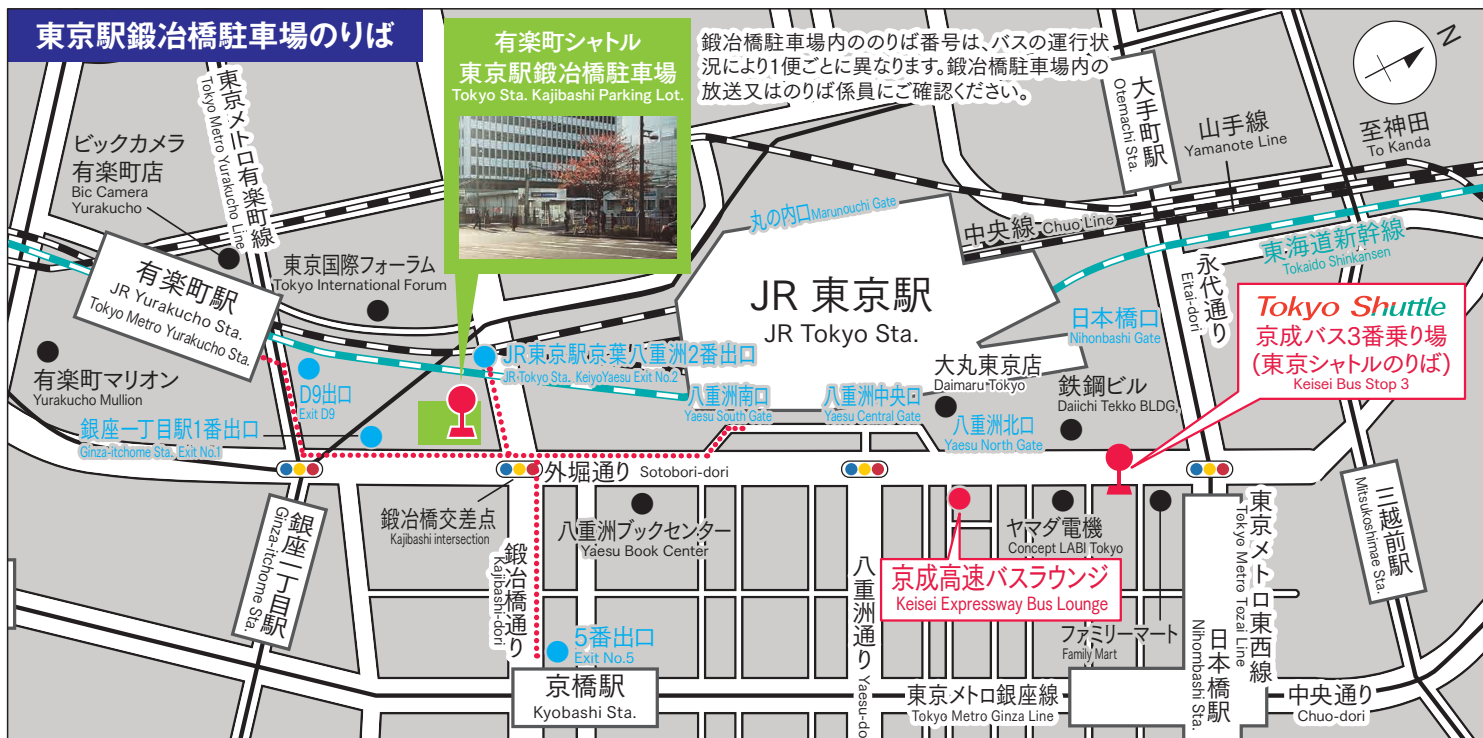 東京駅鍛冶橋駐車場のりば
有楽町シャトル
東京駅鍛冶橋駐車場
Tokyo Sta. Kajibashi Parking Lot.
鍛冶橋駐車場内ののりば番号は、バスの運行状
況により1便ごとに異なります。鍛冶橋駐車場内の
放送又はのりば係員にご確認ください。
N
東京メトロ有楽町線
Tokyo Metro Yurakucho Line
ビックカメラ
有楽町店
Bic Camera
Yurakucho
大手町駅
Otemachi Sta.
山手線
Yamanote Line
至神田
To Kanda
丸の内口 Marunouchi Gate
中央線 Chuo Line
東海道新幹線
Tokaido Shinkansen
永代通り
Eitai-dori
有楽町駅
JR Yurakucho Sta.
Tokyo Metro Yurakucho Sta.
東京国際フォーラム
Tokyo International Forum
JR 東京駅
JR Tokyo Sta.
日本橋口
Nihonbashi Gate
Tokyo Shuttle
京成バス3番乗り場
(東京シャトルのりば)
Keisei Bus Stop 3
有楽町マリオン
Yurakucho Mullion
D9出口
Exit D9
JR東京駅京葉八重洲2番出口
JR Tokyo Sta. KeiyoYaesu Exit No.2
八重洲南口
Yaesu South Gate
八重洲中央口
Yaesu Central Gate
大丸東京店
Daimaru Tokyo
鉄鋼ビル
Daiichi Tekko BLDG,
八重洲北口
Yaesu North Gate
銀座一丁目駅1番出口
Ginza-itchome Sta. Exit No.1
外堀通り Sotobori-dori
鍛冶橋交差点
Kajibashi intersection
八重洲ブックセンター
Yaesu Book Center
ヤマダ電機
Concept LABI Tokyo
銀座一丁目駅
Ginza-itchome Sta.
鍛冶橋通り
Kajibashi-dori
八重洲通り
Yaesu-do
京成高速バスラウンジ
Keisei Expressway Bus Lounge
ファミリーマート
Family Mart
東京メトロ東西線
Tokyo Metro Tozai Line
三越前駅
Mitsukoshimae Sta.
5番出口
Exit No.5
京橋駅
Kyobashi Sta.
東京メトロ銀座線
Tokyo Metro Ginza Line
日本橋駅
Nihombashi Sta.
中央通り
Chuo-dori